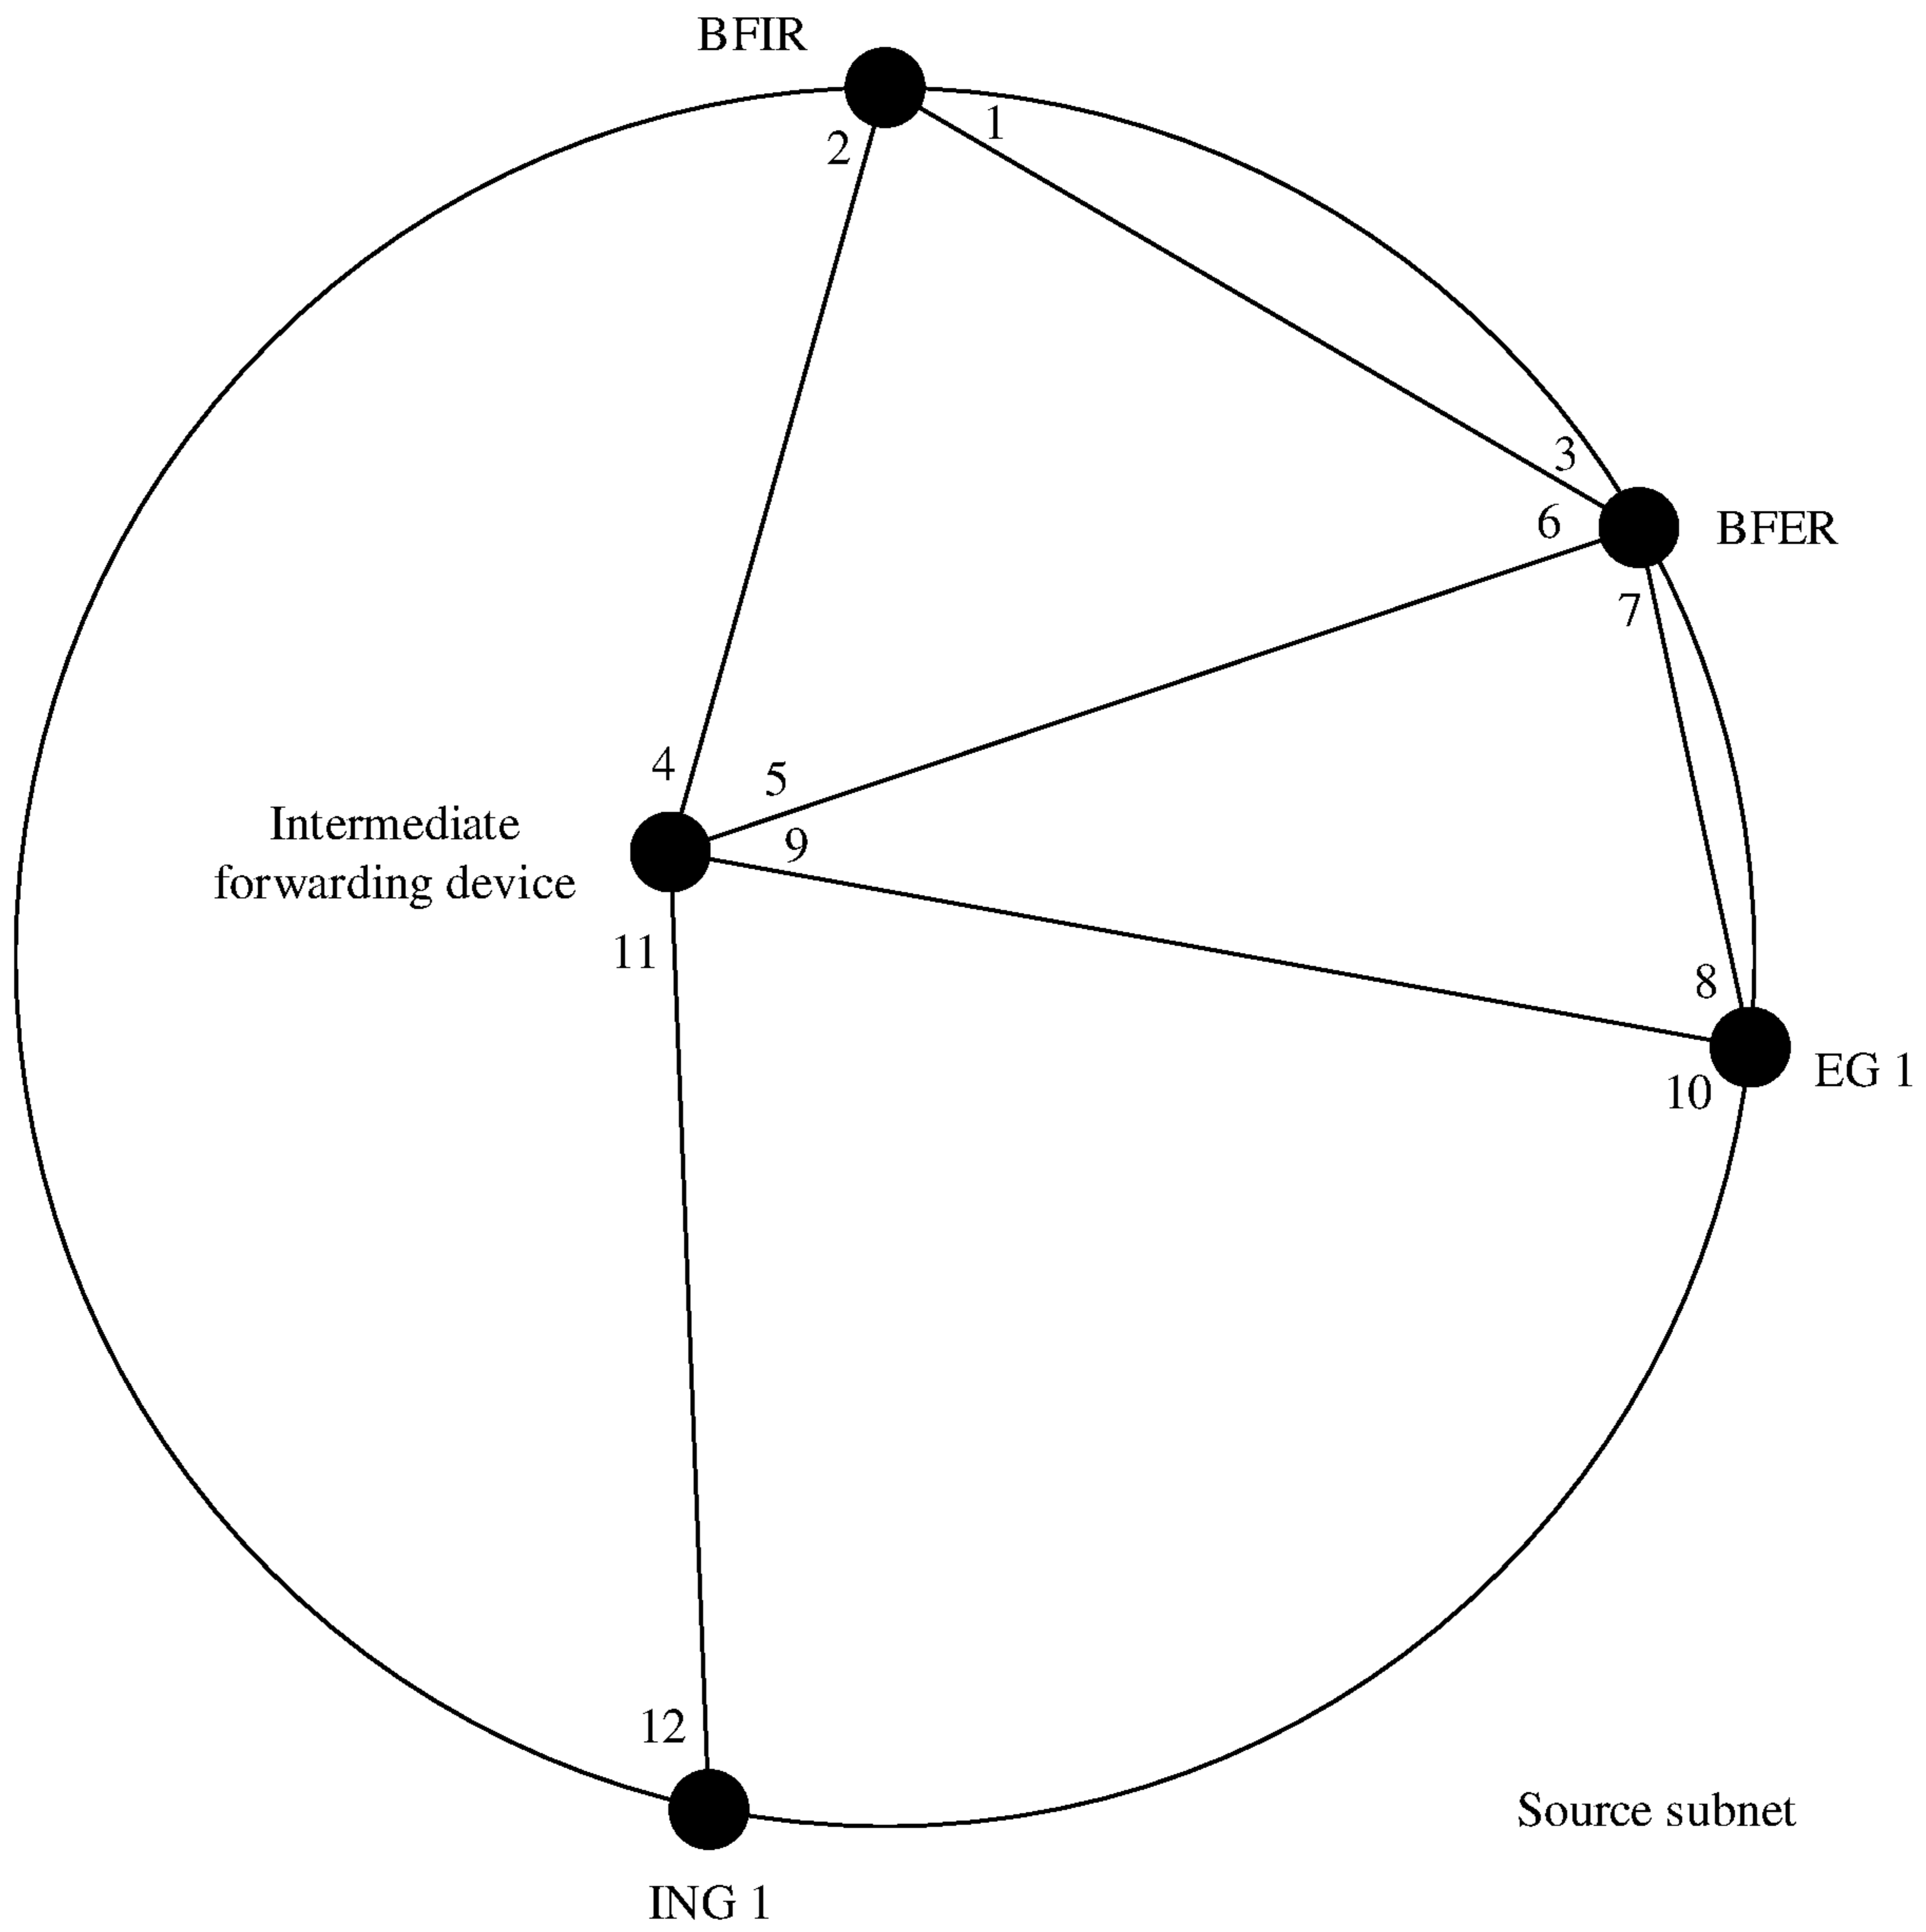 BFIR
1
2
3
6
BFER
7
4
5
Intermediate
forwarding device
9
11
8
10
EG 1
12
Source subnet
ING 1